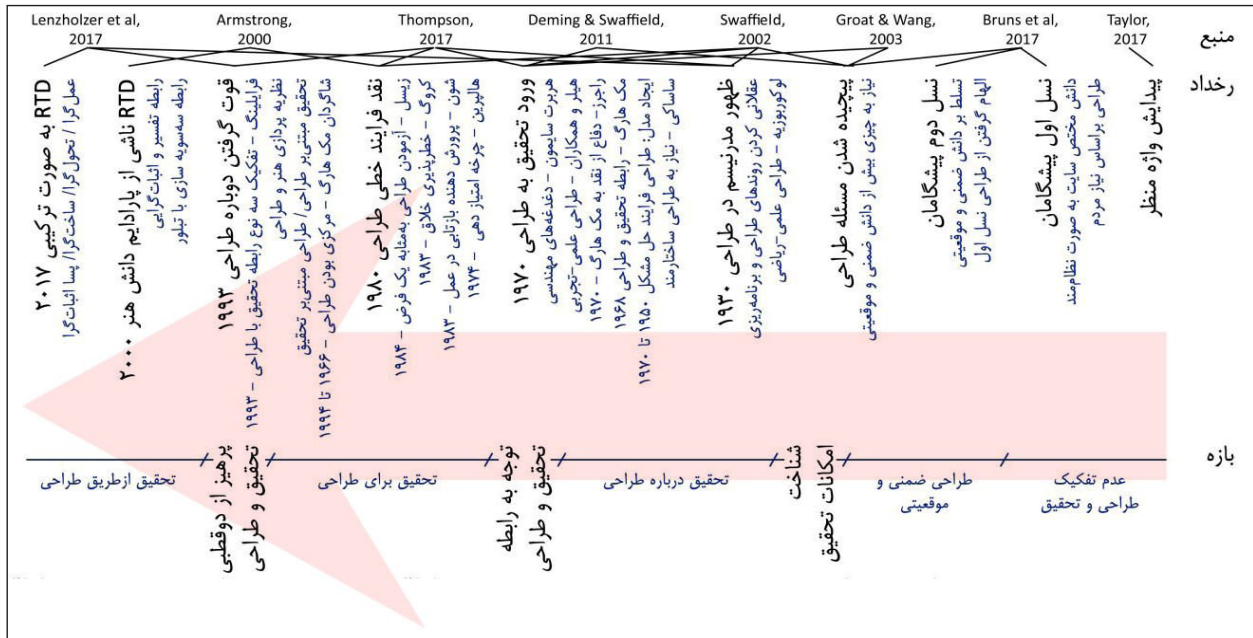 منبع
Taylor, 2017
Bruns et al, 2017
Groat & Wang, 2003
Swaffield, 2002
Deming & Swaffield, 2011
Thompson, 2017
Armstrong, 2000
Lenzholzer et al, 2017
رخداد
پیدایش واژه منظر
نسل اول پیشگامان
طراحی براساس نیاز مردم
دانش مختص سایت به صورت نظام‌مند
نسل دوم پیشگامان
تسلط بر دانش ضمنی و موقعیتی
الهام گرفتن از طراحی نسل اول
پیچیده شدن مسئله طراحی
نیاز به چیزی بیش از دانش ضمنی و موقعیتی
ظهور مدرنیسم در طراحی ۱۹۳۰
عقلانی کردن روندهای طراحی و برنامه‌ریزی
لوکوربوزیه - طراحی علمی-ریاضی
ورود تحقیق به طراحی ۱۹۷۰
هربرت سایمون - دغدغه‌های مهندسی
هیلر و همکاران - طراحی علمی-تجربی
راجرز- دفاع از نقد به مک هارگ - ۱۹۷۰
مک هارگ - رابطه تحقیق و طراحی ۱۹۶۸
ایجاد مدل‌طراحی فرایند حل مشکل ۱۹۵۰ تا ۱۹۷۰
ساساکی - نیاز به طراحی ساختارمند
نقد فرایند خطی طراحی ۱۹۸۰
زیسل - آزمودن طراحی به‌مثابه یک فرض - ۱۹۸۴
کروگ - خطرپذیری خلاق - ۱۹۸۳
شون - پرورش دهنده بازتابی در عمل - ۱۹۸۳
هالپرین - چرخه امتیاز دهی - ۱۹۷۴
قوت گرفتن دوباره طراحی ۱۹۹۳
فرایلینگ - تفکیک سه نوع رابطه تحقیق با طراحی - ۱۹۹۳
نظریه پردازی هنر و طراحی
تحقیق مبتنی‌بر طراحی/ طراحی مبتنی‌بر تحقیق
شاگردان مک هارگ - مرکزی بودن طراحی - ۱۹۶۶ تا ۱۹۹۴
RTD ناشی از پارادایم دانش هنر ۲۰۰۰
رابطه تفسیر و اثبات‌گرایی
رابطه سه‌سویه سازی با تبلور
RTD به صورت ترکیبی ۲۰۱۷
عمل‌گرا / تحول‌گرا/ ساخت‌گرا/ پسا اثبات‌گرا
بازه
عدم تفکیک
طراحی و تحقیق
طراحی ضمنی و
موقعیتی
شناخت
امکانات تحقیق
تحقیق درباره طراحی
توجه به رابطه
تحقیق و طراحی
تحقیق برای طراحی
پرهیز از دوقطبی
تحقیق و طراحی
تحقیق ازطریق طراحی